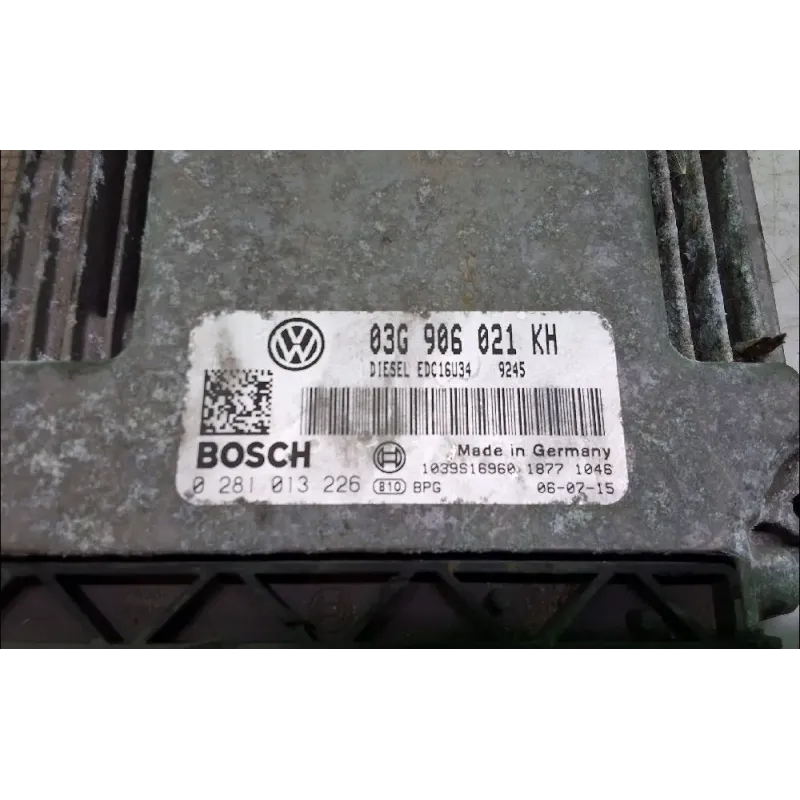 03G 906 021 KH
DIESEL EDC16U34 9245
BOSCH
Made in Germany
1039S16960 1877 1046
0 281 013 226 810 BPG
06-07-15